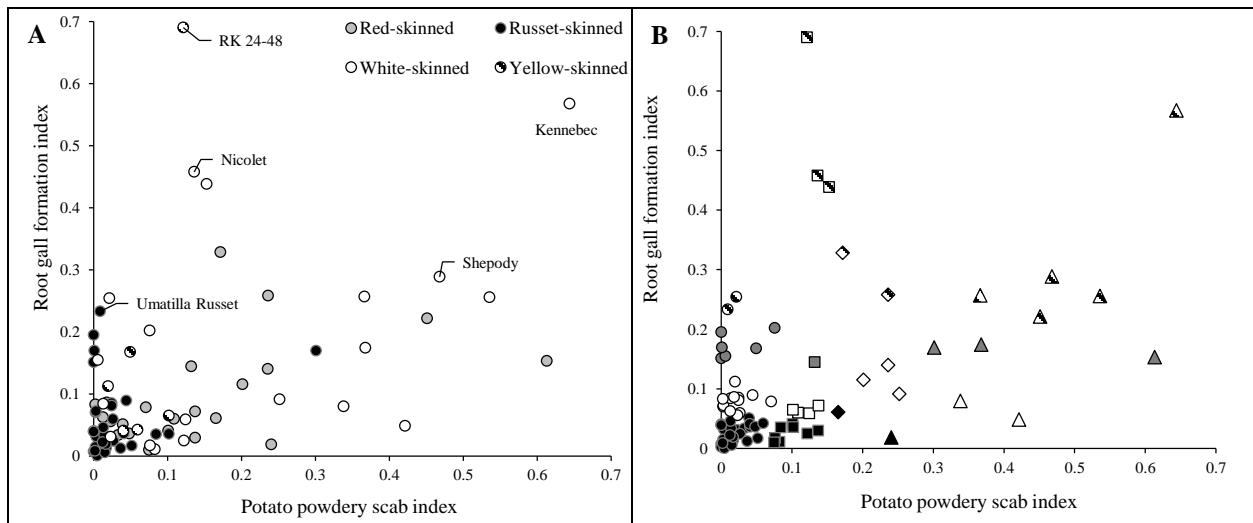 A
0.7
0.6
0.5
0.4
0.3
0.2
0.1
0
Root gall formation index
RK 24-48
Red-skinned
Russet-skinned
White-skinned
Yellow-skinned
Kennebec
Nicolet
Shepody
Umatilla Russet
0 0.1 0.2 0.3 0.4 0.5 0.6 0.7
Potato powdery scab index
B
0.7
0.6
0.5
0.4
0.3
0.2
0.1
0
Root gall formation index
0 0.1 0.2 0.3 0.4 0.5 0.6 0.7
Potato powdery scab index